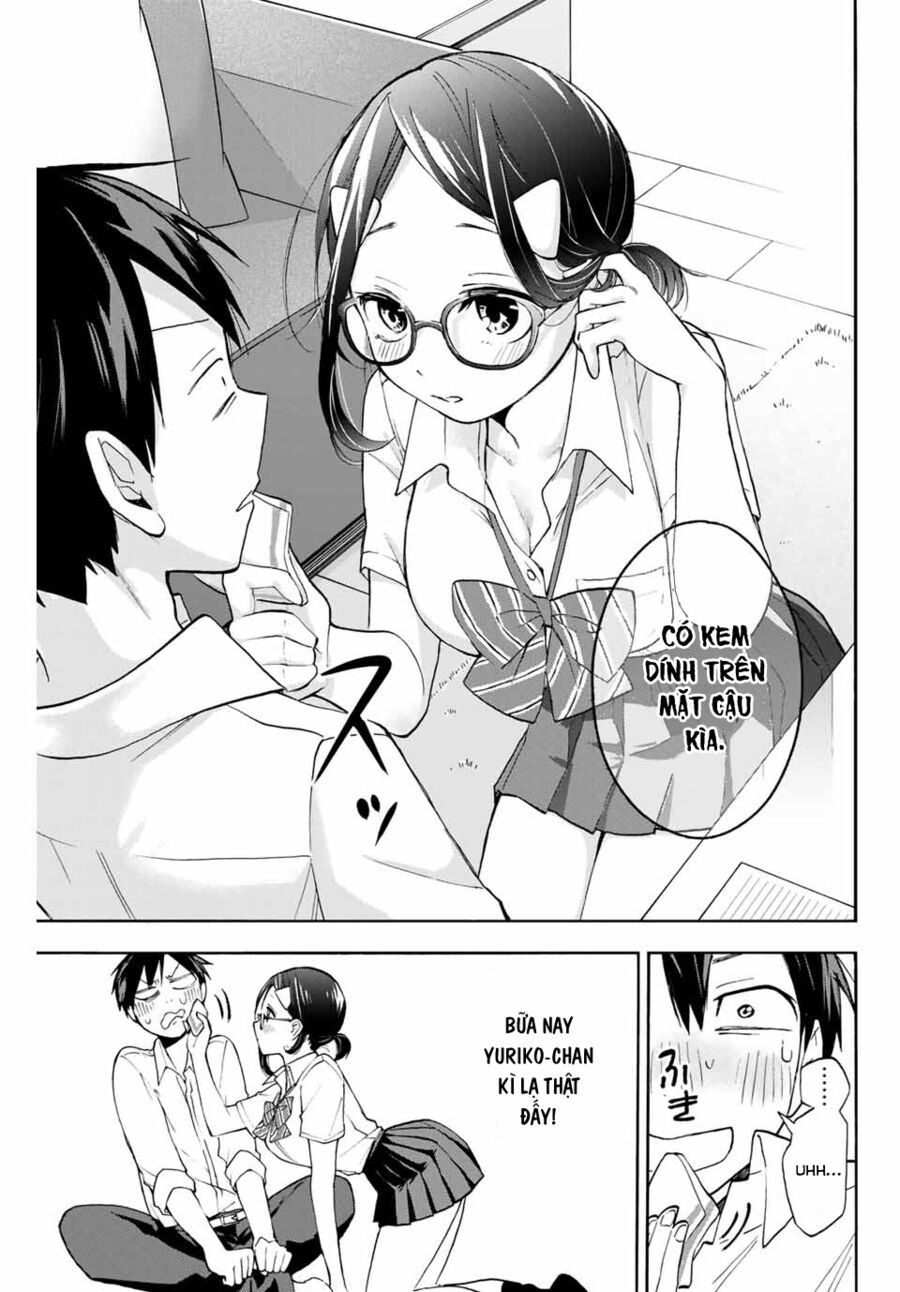 CÓ KEM
DÍNH TRÊN
MẶT CẬU
KÌA.
スッ
ふき
........
UHH...
BỮA NAY
YURIKO-CHAN
KÌ LẠ THẬT
ĐẤY!